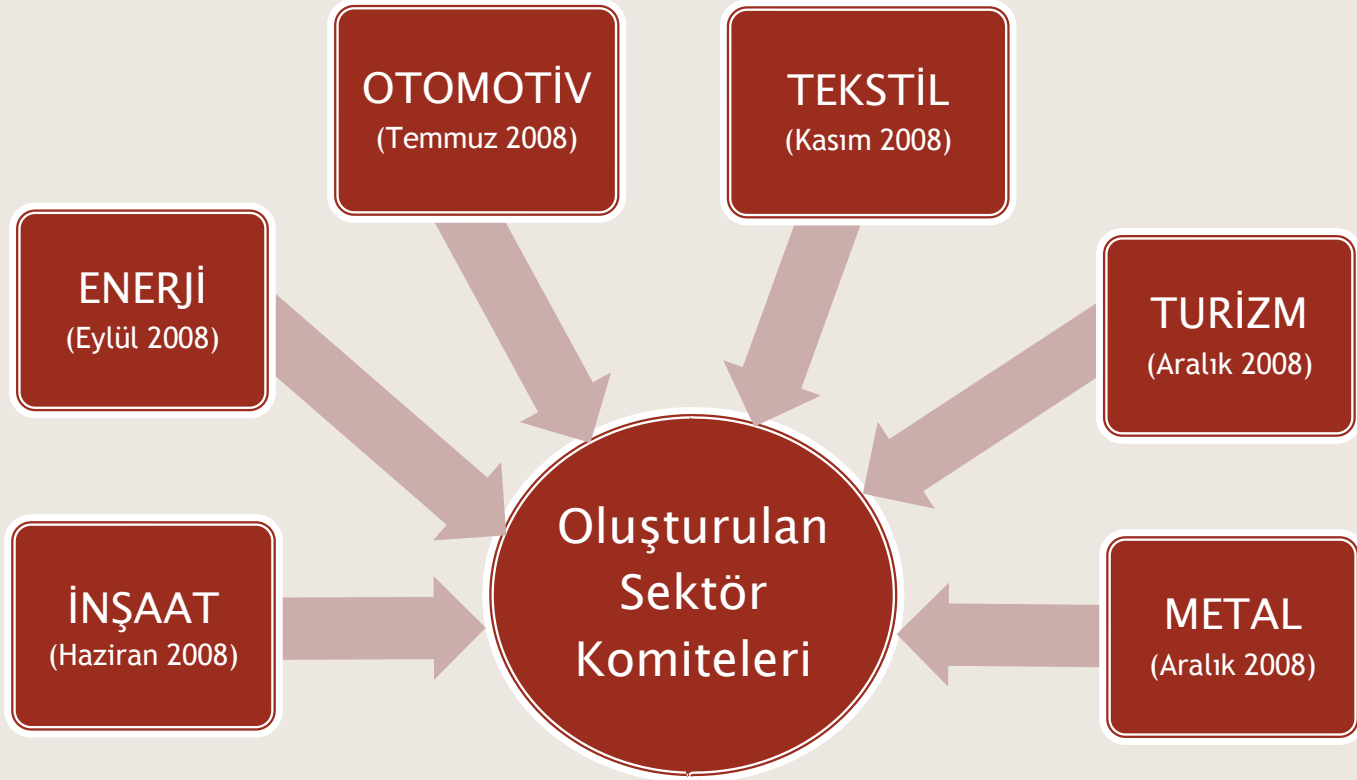 OTOMOTİV
(Temmuz 2008)
TEKSTİL
(Kasım 2008)
ENERJİ
(Eylül 2008)
TURİZM
(Aralık 2008)
İNŞAAT
(Haziran 2008)
METAL
(Aralık 2008)
Oluşturulan
Sektör
Komiteleri